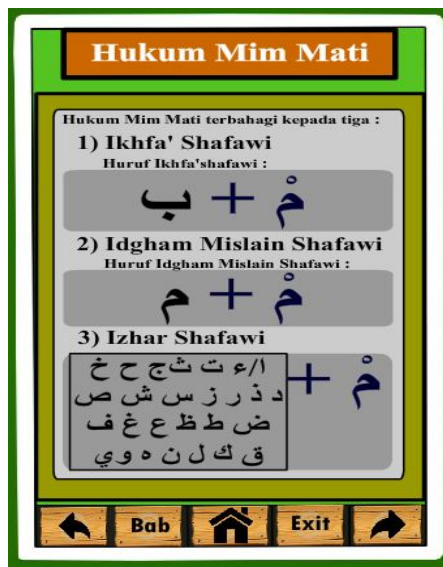 Hukum Mim Mati
Hukum Mim Mati terbahagi kepada tiga :
1) Ikhfa' Shafawi
Huruf Ikhfa'shafawi :
مْ + ب
2) Idgham Mislain Shafawi
Huruf Idgham Mislain Shafawi :
مْ + م
3) Izhar Shafawi
مْ +
ا/ء ت ث ج ح خ
د ذ ر ز س ش ص
ض ط ظ ع غ ف
ق ك ل ن ه و ي
Bab
Exit